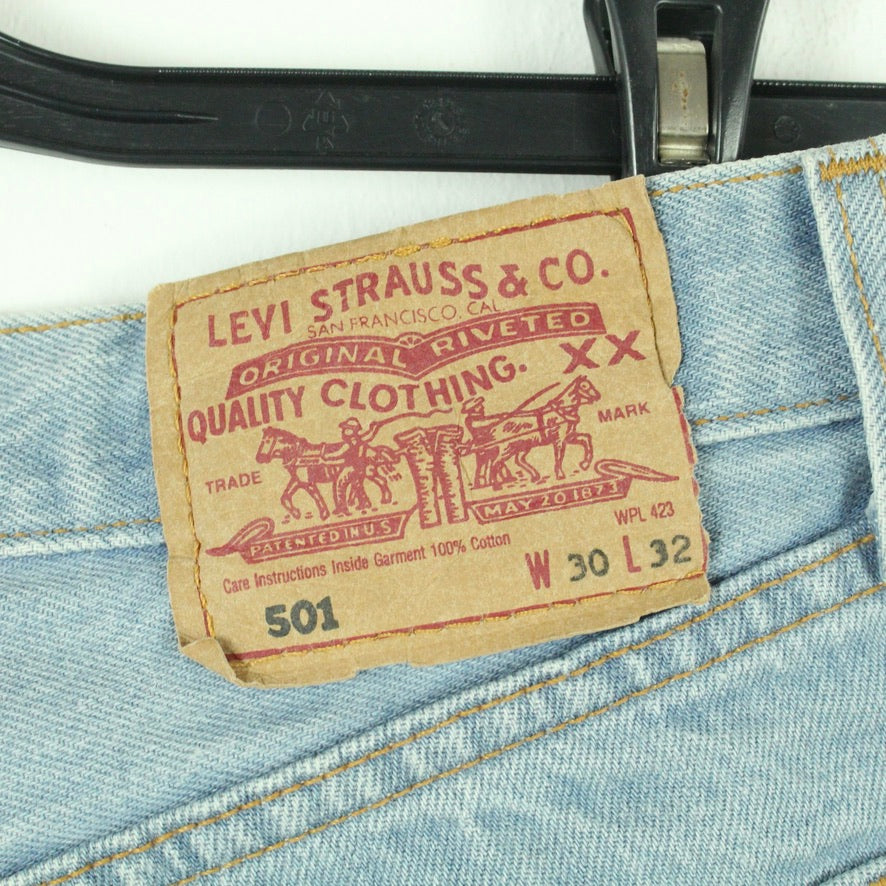 LEVI STRAUSS & CO.
SAN FRANCISCO, CAL.
ORIGINAL RIVETED
QUALITY CLOTHING. XX
TRADE MARK
PATENTED IN U.S. MAY 20 1873
WPL 423
Care Instructions Inside Garment 100% Cotton
W 30 L 32
501